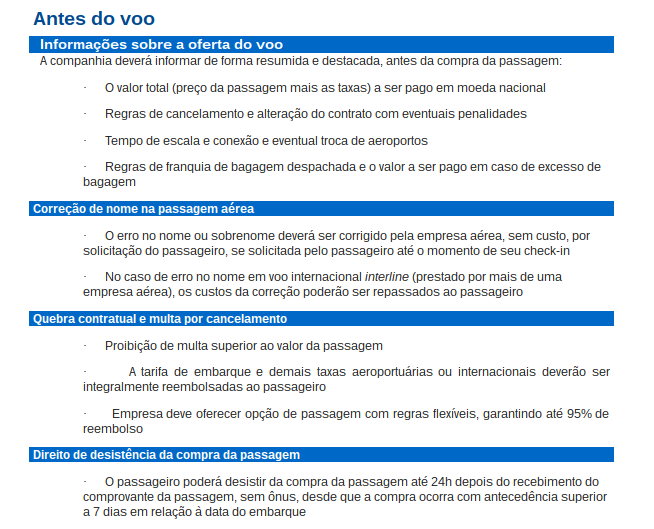 Antes do voo
Informações sobre a oferta do voo
A companhia deverá informar de forma resumida e destacada, antes da compra da passagem:
· O valor total (preço da passagem mais as taxas) a ser pago em moeda nacional
· Regras de cancelamento e alteração do contrato com eventuais penalidades
· Tempo de escala e conexão e eventual troca de aeroportos
· Regras de franquia de bagagem despachada e o valor a ser pago em caso de excesso de
bagagem
Correção de nome na passagem aérea
· O erro no nome ou sobrenome deverá ser corrigido pela empresa aérea, sem custo, por
solicitação do passageiro, se solicitada pelo passageiro até o momento de seu check-in
· No caso de erro no nome em voo internacional interline (prestado por mais de uma
empresa aérea), os custos da correção poderão ser repassados ao passageiro
Quebra contratual e multa por cancelamento
· Proibição de multa superior ao valor da passagem
· A tarifa de embarque e demais taxas aeroportuárias ou internacionais deverão ser
integralmente reembolsadas ao passageiro
· Empresa deve oferecer opção de passagem com regras flexíveis, garantindo até 95% de
reembolso
Direito de desistência da compra da passagem
· O passageiro poderá desistir da compra da passagem até 24h depois do recebimento do
comprovante da passagem, sem ônus, desde que a compra ocorra com antecedência superior
a 7 dias em relação à data do embarque